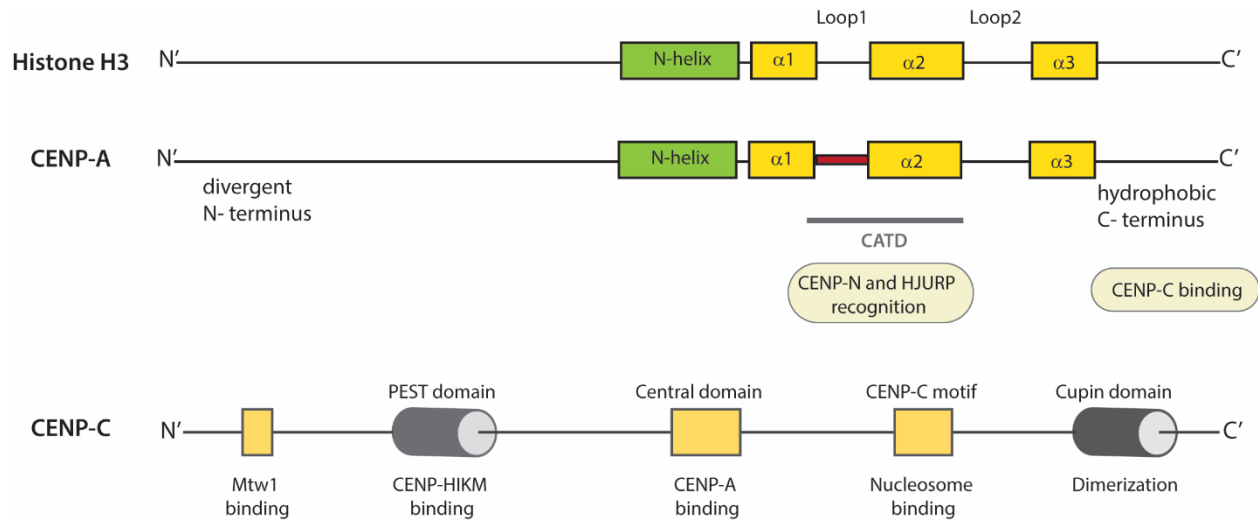 Loop1 Loop2
Histone H3 N′ N-helix α1 α2 α3 C′
CENP-A N′ N-helix α1 α2 α3 C′
divergent
N- terminus
hydrophobic
C- terminus
CATD
CENP-N and HJURP
recognition
CENP-C binding
PEST domain Central domain CENP-C motif Cupin domain
CENP-C N′ C′
Mtw1
binding
CENP-HIKM
binding
CENP-A
binding
Nucleosome
binding
Dimerization